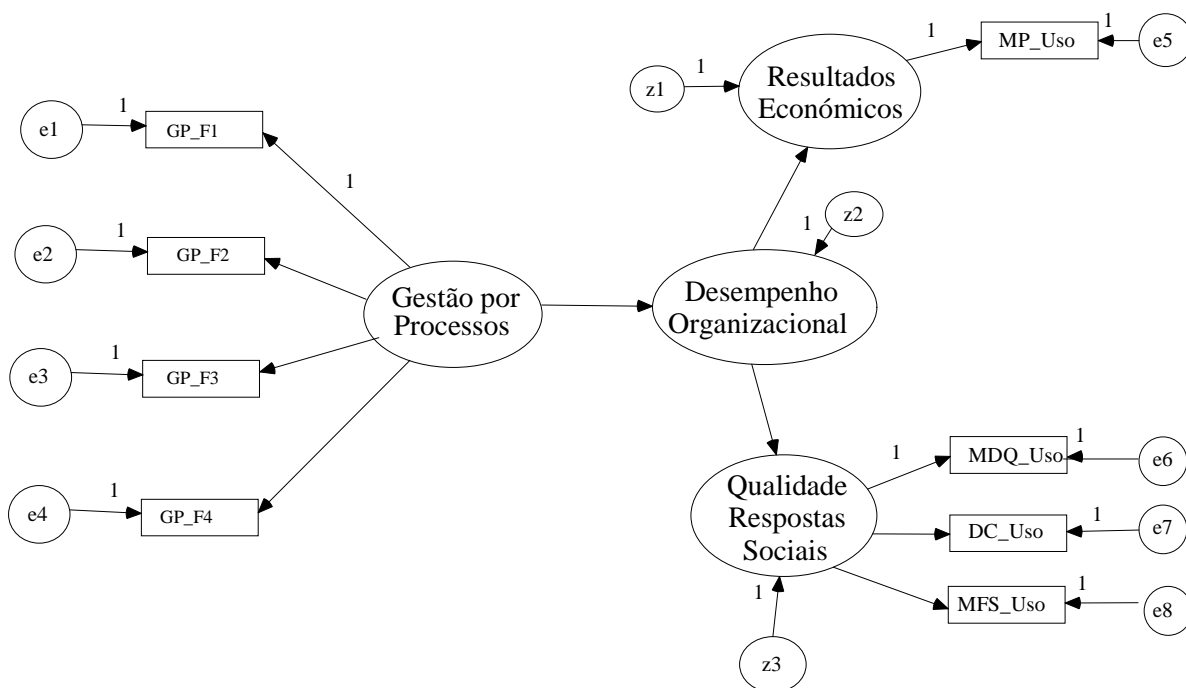 1
MP_Uso
1
e5
1
z1
Resultados
Económicos
e1
1
GP_F1
1
e2
1
GP_F2
1
z2
Gestão por
Processos
Desempenho
Organizacional
e3
1
GP_F3
e4
1
GP_F4
1
MDQ_Uso
1
e6
Qualidade
Respostas
Sociais
DC_Uso
1
e7
MFS_Uso
1
e8
1
z3